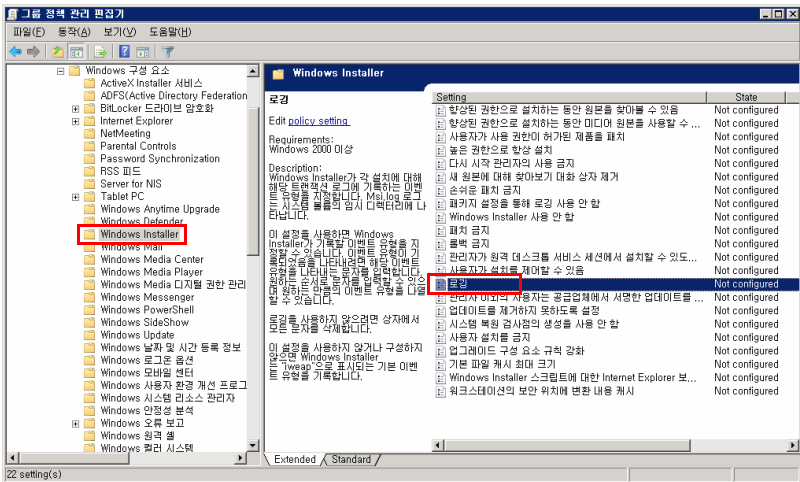 그룹 정책 관리 편집기
파일(F) 동작(A) 보기(V) 도움말(H)
Windows 구성 요소
ActiveX Installer 서비스
ADFS(Active Directory Federation
BitLocker 드라이브 암호화
Internet Explorer
NetMeeting
Parental Controls
Password Synchronization
RSS 피드
Server for NIS
Tablet PC
Windows Anytime Upgrade
Windows Defender
Windows Installer
Windows Mail
Windows Media Center
Windows Media Player
Windows Media 디지털 권한 관리
Windows Messenger
Windows PowerShell
Windows SideShow
Windows Update
Windows 날짜 및 시간 등록 정보
Windows 로그온 옵션
Windows 모바일 센터
Windows 사용자 환경 개선 프로그
Windows 시스템 리소스 관리자
Windows 안정성 분석
Windows 오류 보고
Windows 원격 셸
Windows 컬러 시스템
Windows Installer
로깅
Edit policy setting
Requirements:
Windows 2000 이상
Description:
Windows Installer가 각 설치에 대해
해당 트랜잭션 로그에 기록하는 이벤
트 유형을 지정합니다. Msi.log 로그
는 시스템 볼륨의 임시 디렉터리에 나
타납니다.
이 설정을 사용하면 Windows
Installer가 기록할 이벤트 유형을 지
정할 수 있습니다. 이벤트 유형이 기
록되었음을 나타내려면 해당 이벤트
유형을 나타내는 문자를 입력합니다.
원하는 순서로 문자를 입력할 수 있으
며 원하는 만큼의 이벤트 유형을 나열
할 수 있습니다.
로깅을 사용하지 않으려면 상자에서
모든 문자를 삭제합니다.
이 설정을 사용하지 않거나 구성하지
않으면 Windows Installer
는 "iweap"으로 표시되는 기본 이벤
트 유형을 기록합니다.
Setting State
향상된 권한으로 설치하는 동안 원본을 찾아볼 수 있음 Not configured
향상된 권한으로 설치하는 동안 미디어 원본을 사용할 수 ... Not configured
사용자가 사용 권한이 허가된 제품을 패치 Not configured
높은 권한으로 항상 설치 Not configured
다시 시작 관리자의 사용 금지 Not configured
새 원본에 대해 찾아보기 대화 상자 제거 Not configured
손쉬운 패치 금지 Not configured
패키지 설정을 통해 로깅 사용 안 함 Not configured
Windows Installer 사용 안 함 Not configured
패치 금지 Not configured
롤백 금지 Not configured
관리자가 원격 데스크톱 서비스 세션에서 설치할 수 있도... Not configured
사용자가 설치를 제어할 수 있음 Not configured
로깅 Not configured
관리자 이외의 사용자는 공급업체에서 서명한 업데이트를 ... Not configured
업데이트를 제거하지 못하도록 설정 Not configured
시스템 복원 검사점의 생성을 사용 안 함 Not configured
사용자 설치를 금지 Not configured
업그레이드 구성 요소 규칙 강화 Not configured
기본 파일 캐시 최대 크기 Not configured
Windows Installer 스크립트에 대한 Internet Explorer 보... Not configured
워크스테이션의 보안 위치에 변환 내용 캐시 Not configured
Extended Standard
22 setting(s)